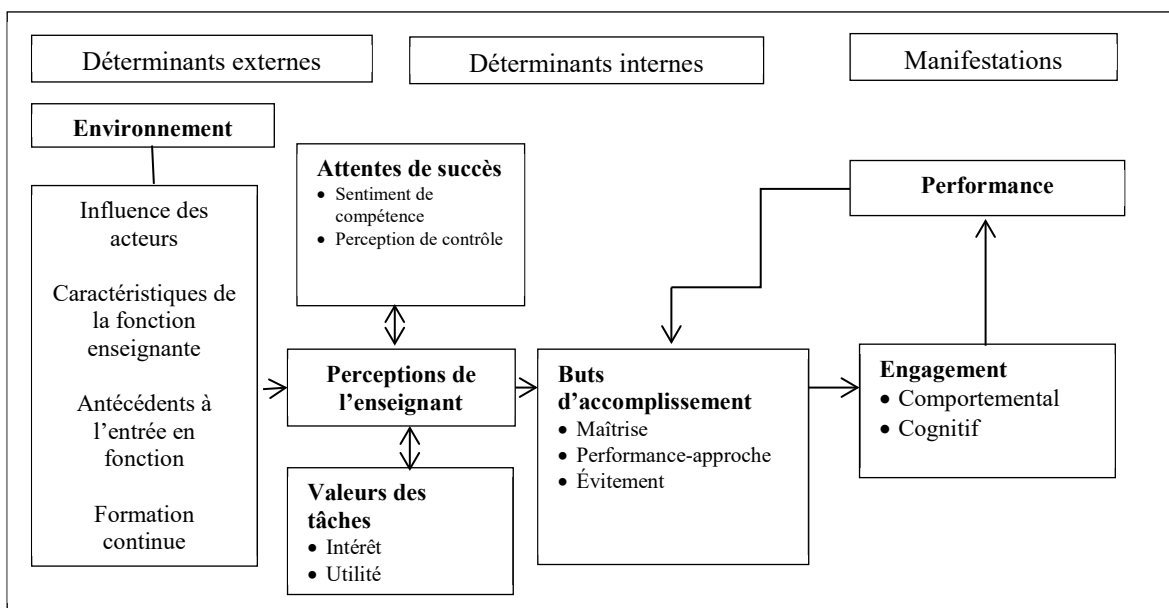 Déterminants externes
Déterminants internes
Manifestations
Environnement
Influence des
acteurs
Caractéristiques de
la fonction
enseignante
Antécédents à
l'entrée en
fonction
Formation
continue
Attentes de succès
• Sentiment de
compétence
• Perception de contrôle
Perceptions de
l'enseignant
Valeurs des
tâches
• Intérêt
• Utilité
Buts
d'accomplissement
• Maîtrise
• Performance-approche
• Évitement
Performance
Engagement
• Comportemental
• Cognitif